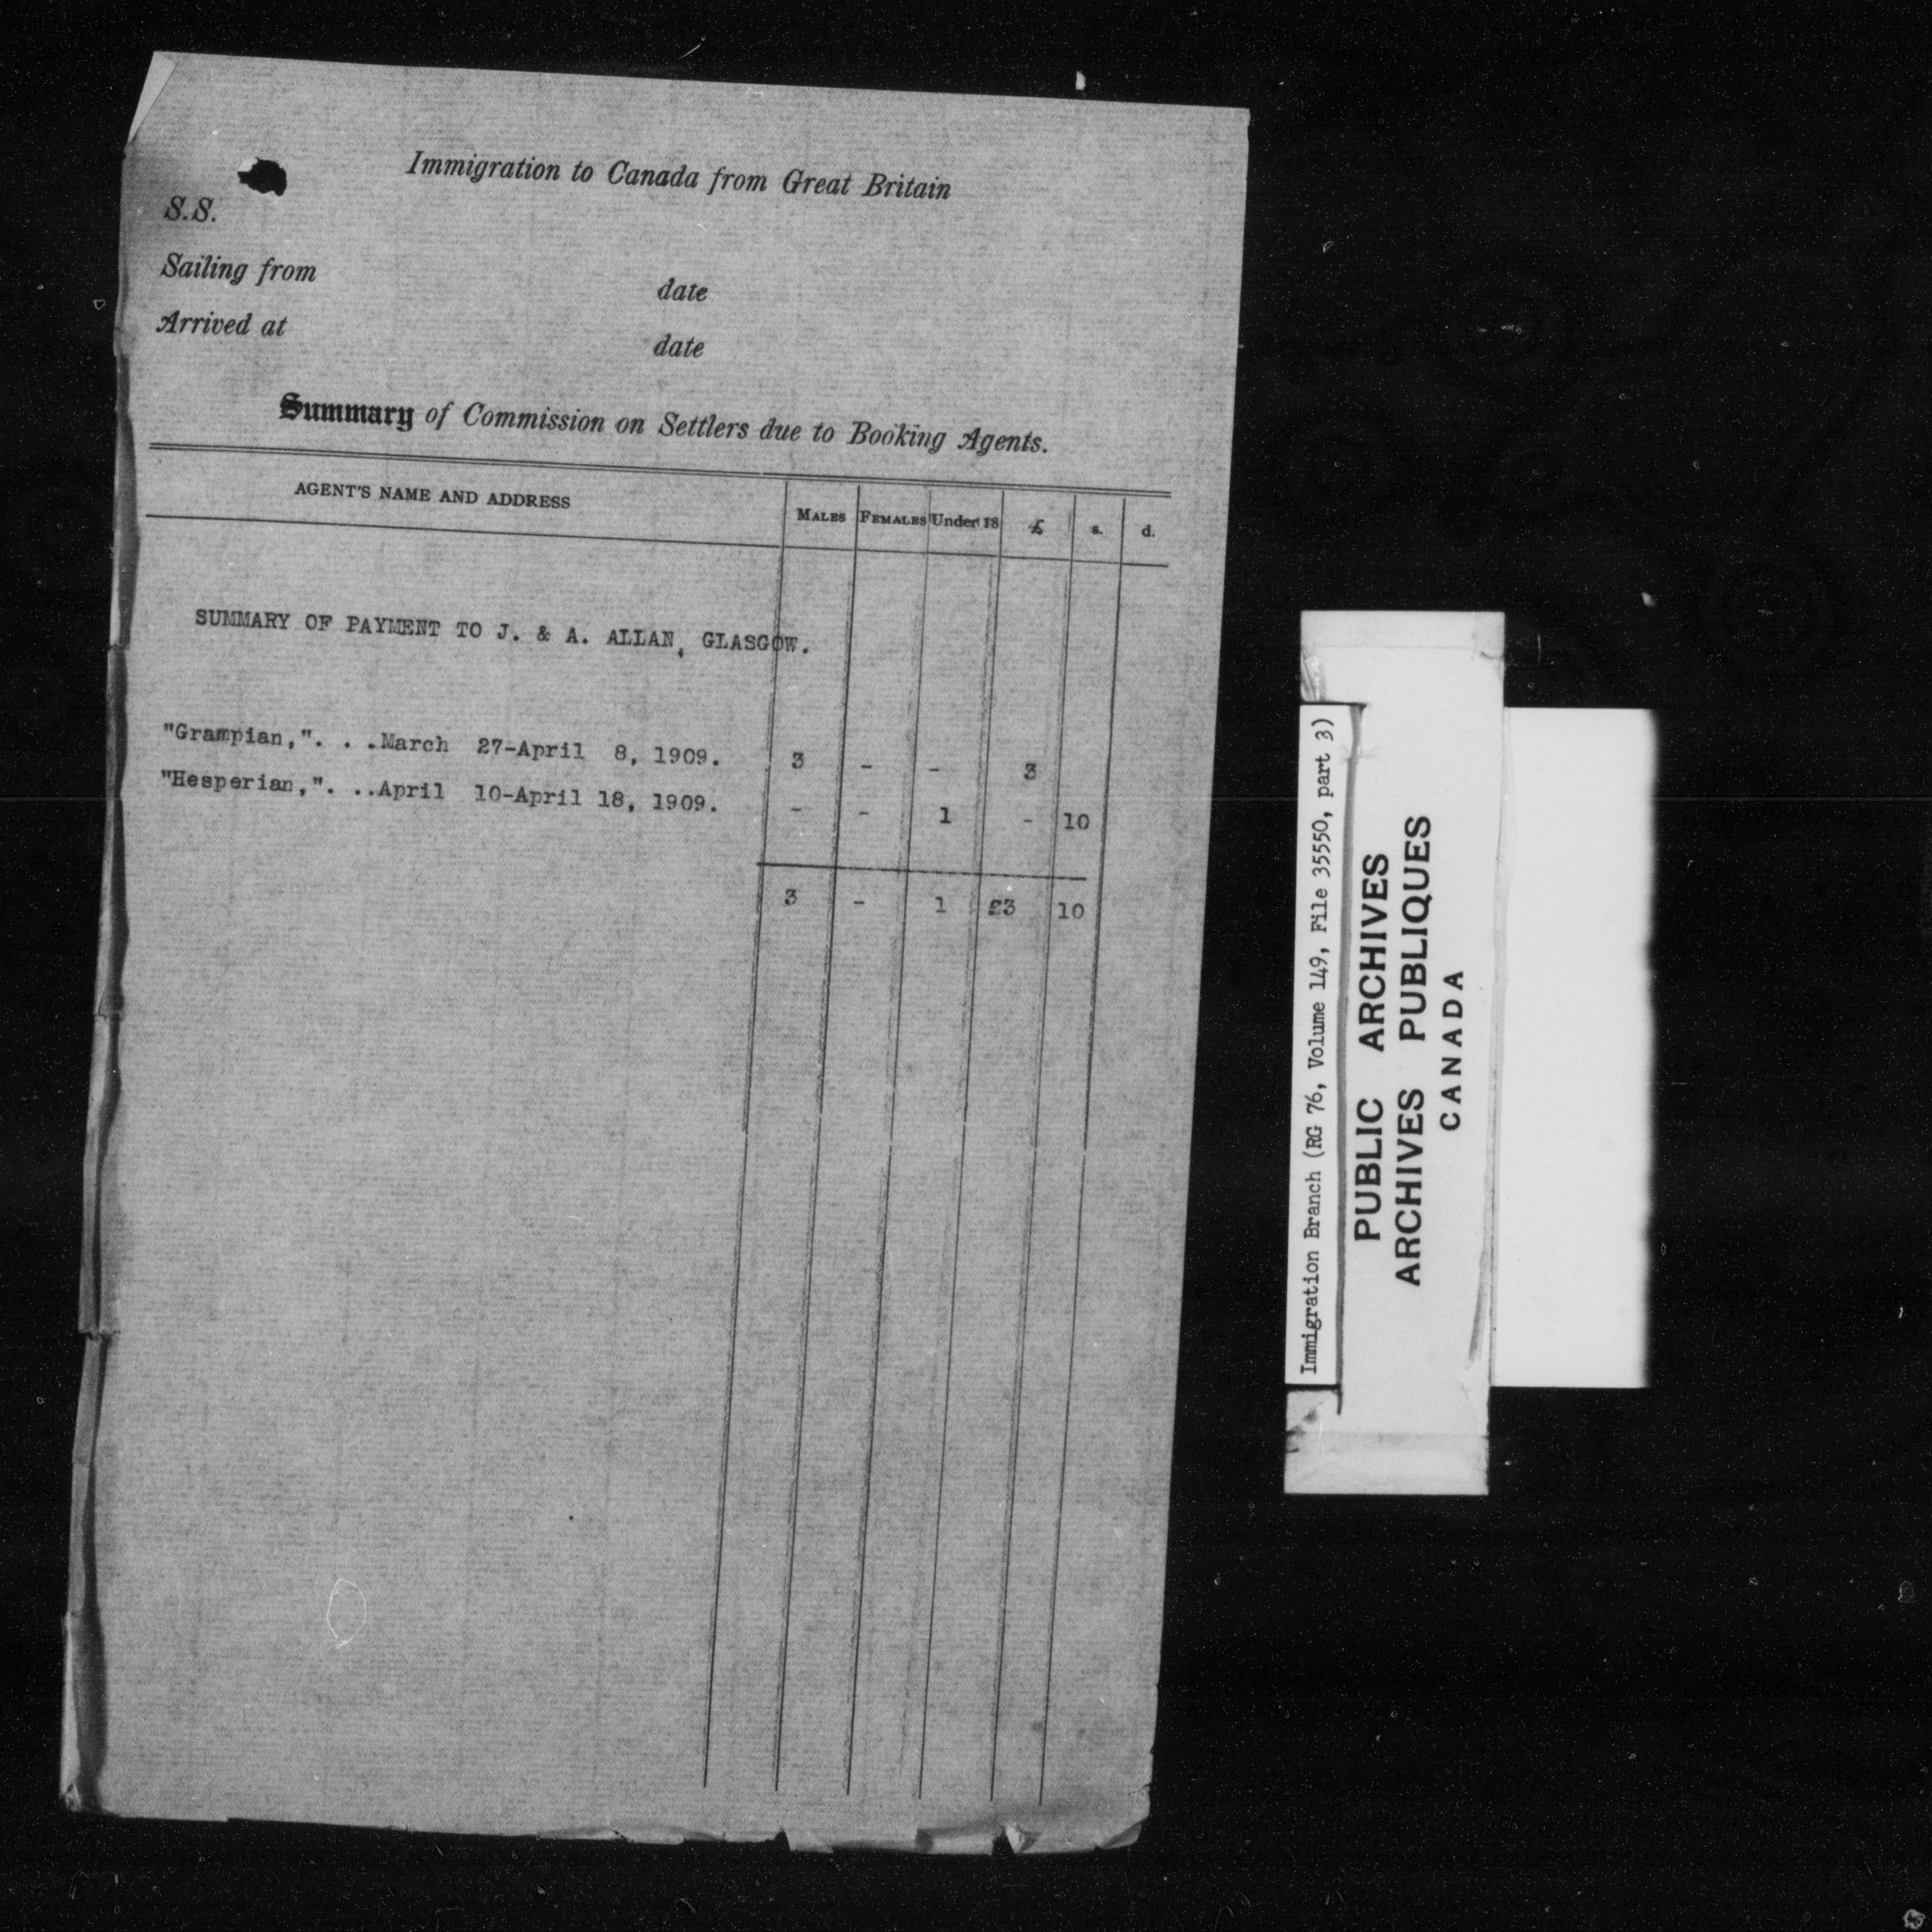 Immigration to Canada from Great Britain
S.S.
Sailing from date
Arrived at date
Summary of Commission on Settlers due to Booking Agents.
AGENT'S NAME AND ADDRESS MALES FEMALES Under 18 £ s. d.
SUMMARY OF PAYMENT TO J. & A. ALLAN, GLASGOW.
"Grampian,". . .March 27-April 8, 1909. 3 - - 3
"Hesperian,". ..April 10-April 18, 1909. - - 1 - 10
3 - 1 £3 10
Immigration Branch (RG 76, Volume 149, File 35550, part 3)
PUBLIC ARCHIVES
ARCHIVES PUBLIQUES
CANADA